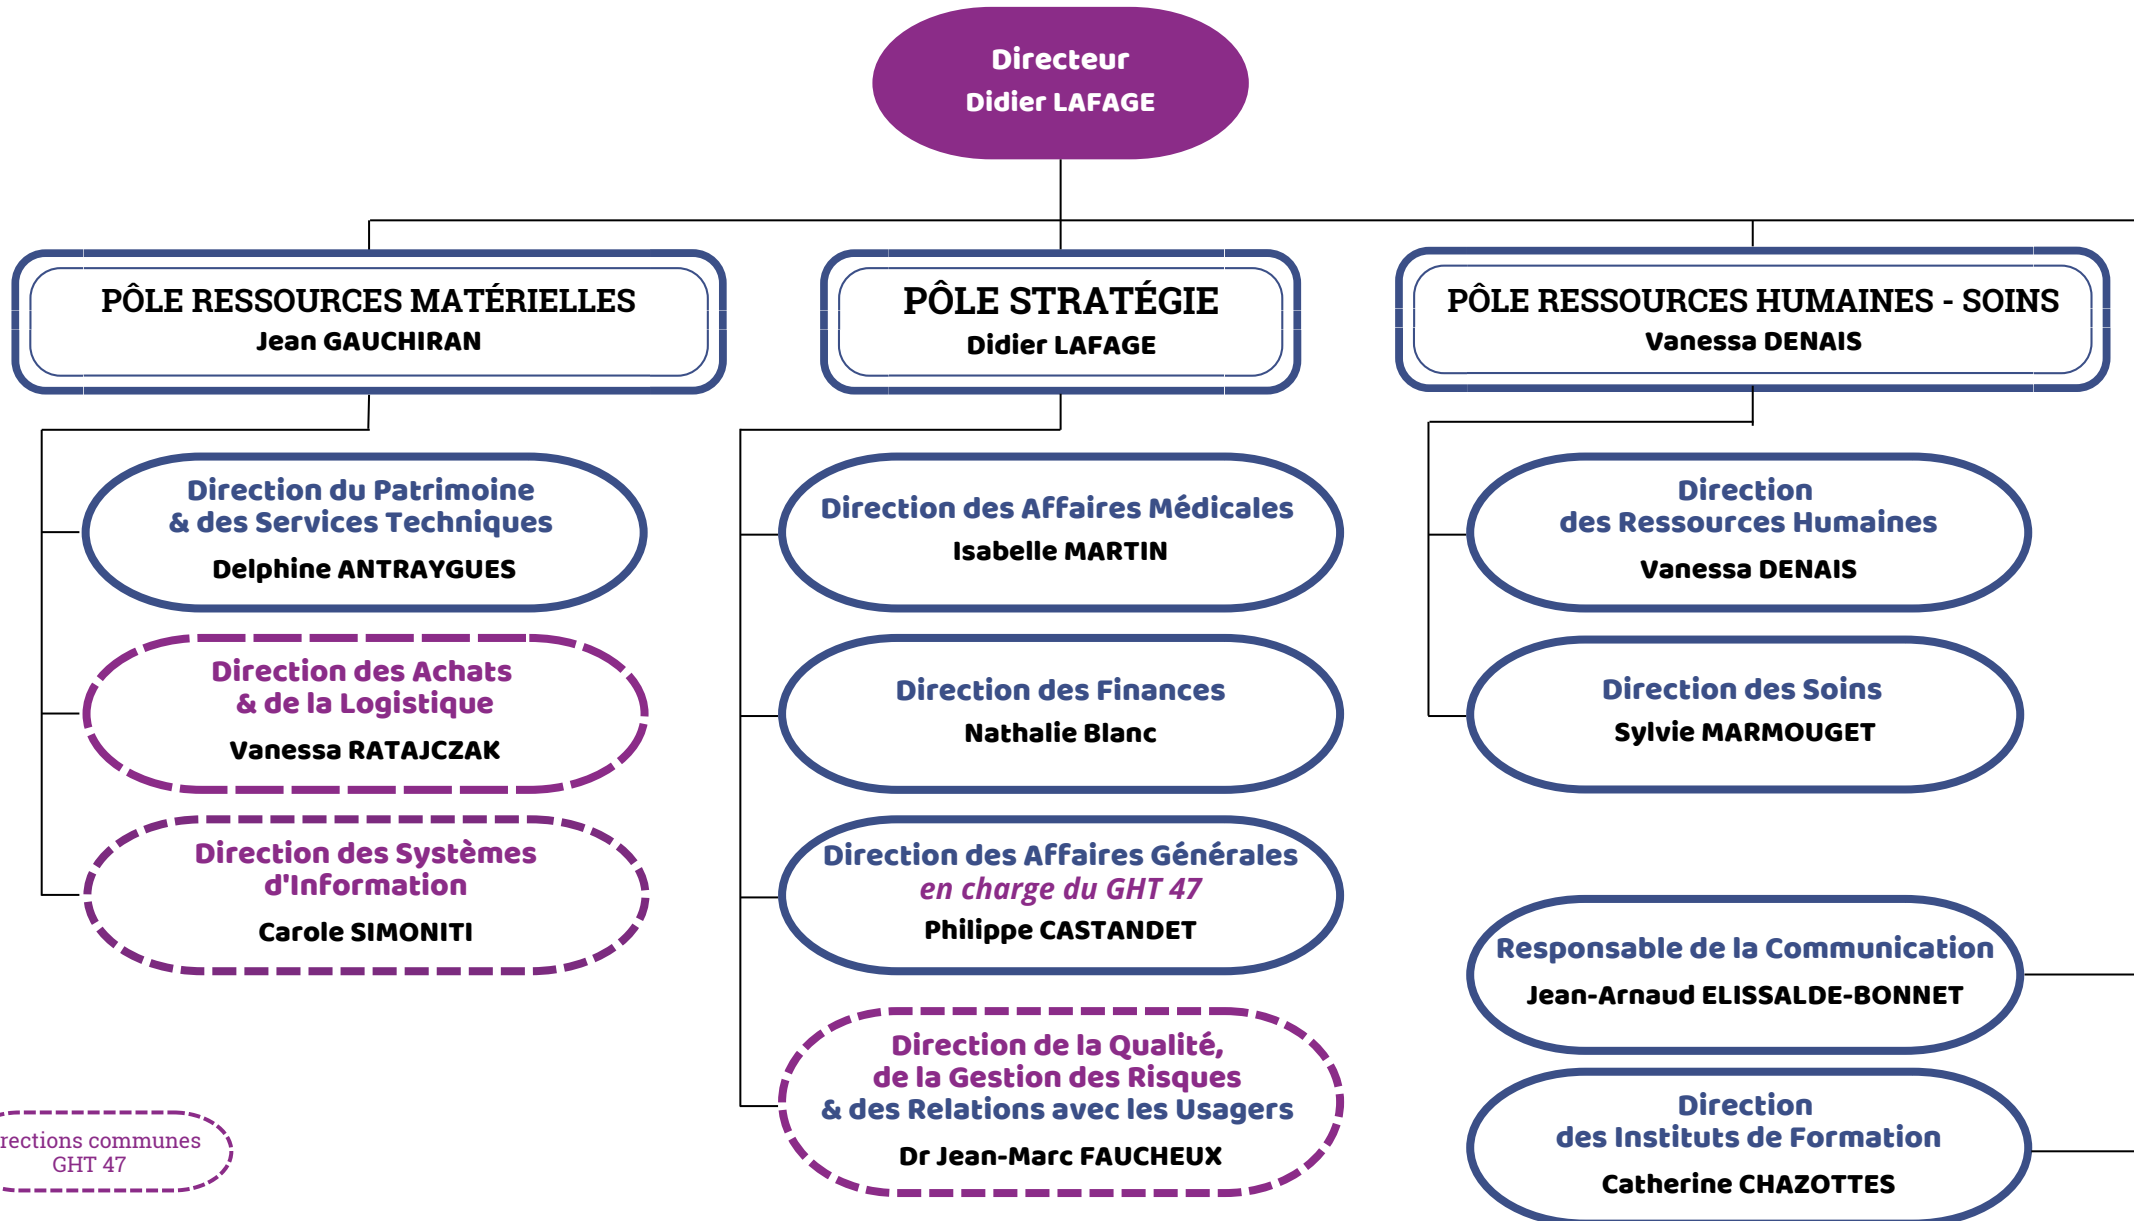 Directeur
Didier LAFAGE
PÔLE RESSOURCES MATÉRIELLES
Jean GAUCHIRAN
PÔLE STRATÉGIE
Didier LAFAGE
PÔLE RESSOURCES HUMAINES - SOINS
Vanessa DENAIS
Direction du Patrimoine
& des Services Techniques
Delphine ANTRAYGUES
Direction des Achats
& de la Logistique
Vanessa RATAJCZAK
Direction des Systèmes
d'Information
Carole SIMONITI
Direction des Affaires Médicales
Isabelle MARTIN
Direction des Finances
Nathalie Blanc
Direction des Affaires Générales
en charge du GHT 47
Philippe CASTANDET
Direction de la Qualité,
de la Gestion des Risques
& des Relations avec les Usagers
Dr Jean-Marc FAUCHEUX
Direction
des Ressources Humaines
Vanessa DENAIS
Direction des Soins
Sylvie MARMOUGET
Responsable de la Communication
Jean-Arnaud ELISSALDE-BONNET
Direction
des Instituts de Formation
Catherine CHAZOTTES
rections communes
GHT 47